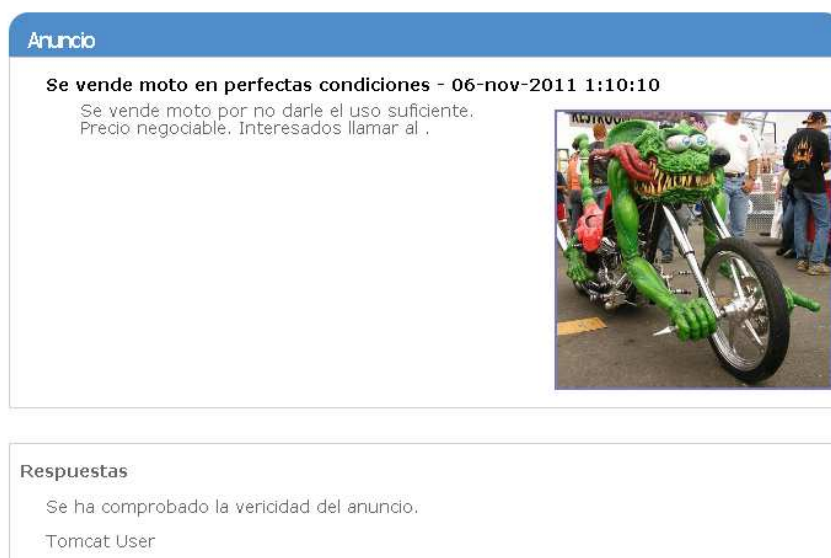 Anuncio
Se vende moto en perfectas condiciones - 06-nov-2011 1:10:10
Se vende moto por no darle el uso suficiente.
Precio negociable. Interesados llamar al .
Respuestas
Se ha comprobado la vericidad del anuncio.
Tomcat User